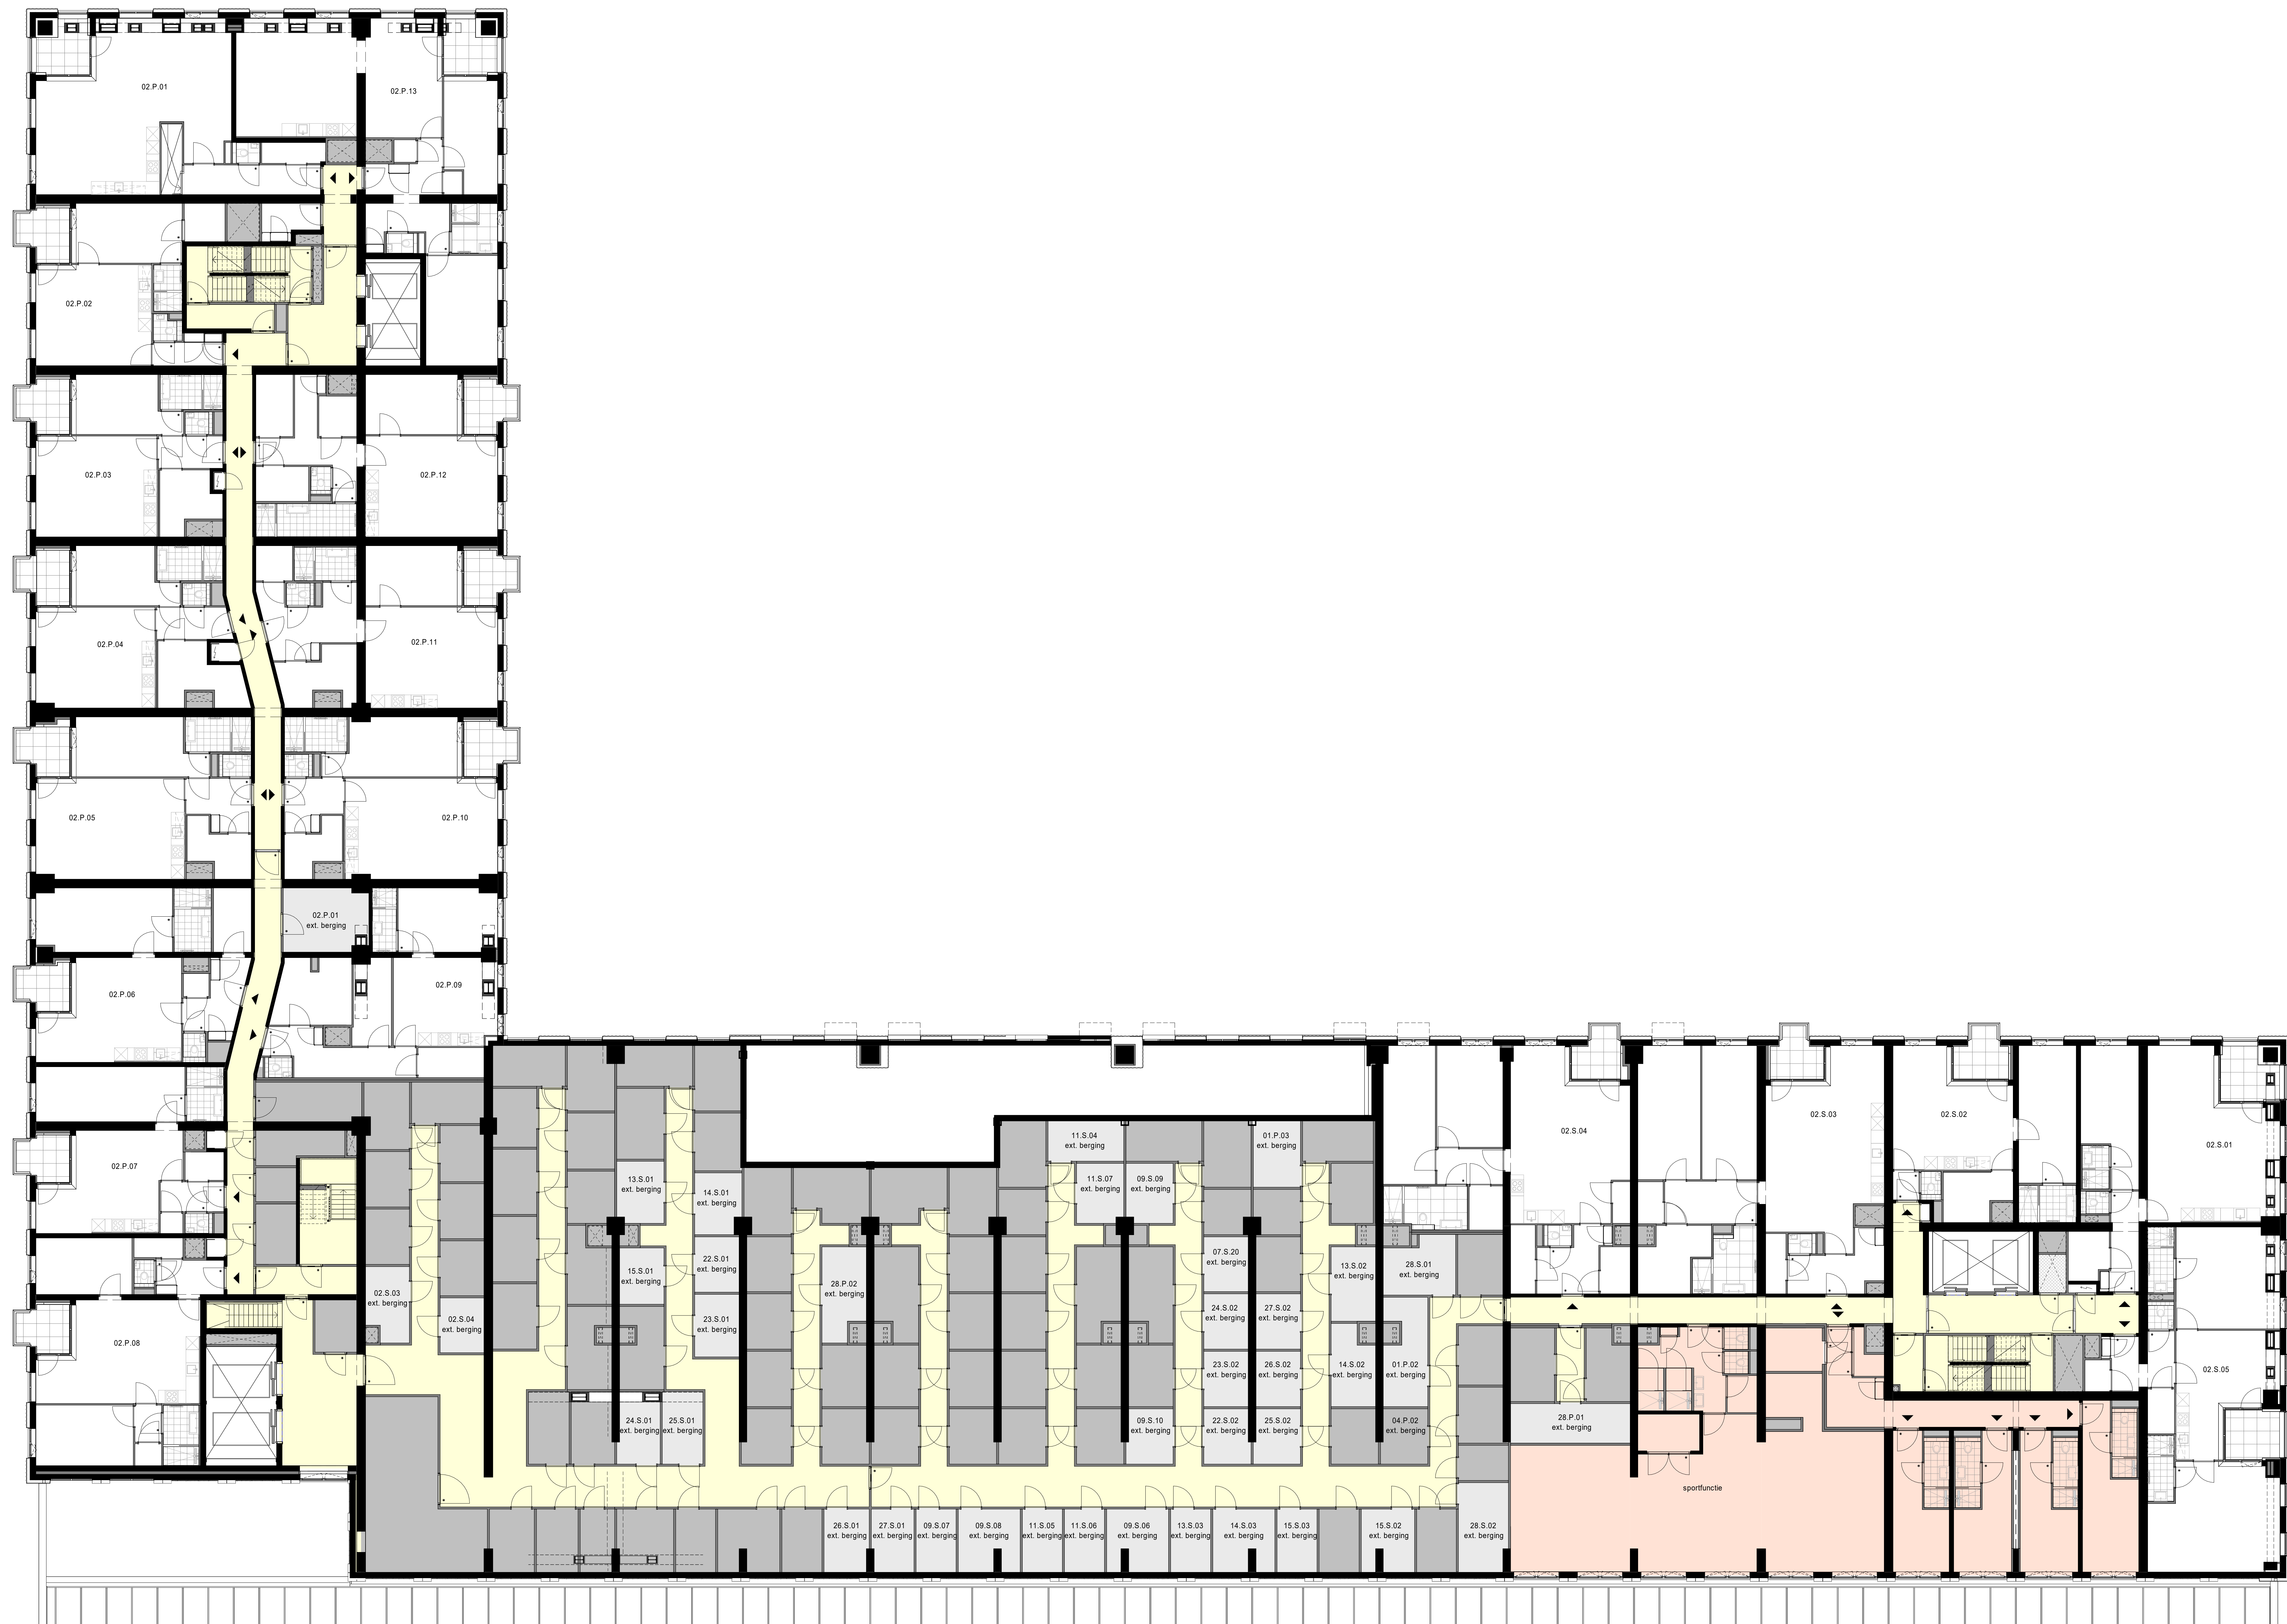 02.P.01
02.P.13
02.P.02
02.P.03
02.P.12
02.P.04
02.P.11
02.P.05
02.P.10
02.P.01
ext. berging
02.P.06
02.P.09
02.P.07
02.P.08
02.S.03
ext. berging
02.S.04
ext. berging
13.S.01
ext. berging
14.S.01
ext. berging
15.S.01
ext. berging
22.S.01
ext. berging
23.S.01
ext. berging
24.S.01
ext. berging
25.S.01
ext. berging
28.P.02
ext. berging
11.S.04
ext. berging
11.S.07
ext. berging
09.S.09
ext. berging
01.P.03
ext. berging
07.S.20
ext. berging
24.S.02
ext. berging
27.S.02
ext. berging
23.S.02
ext. berging
26.S.02
ext. berging
09.S.10
ext. berging
22.S.02
ext. berging
25.S.02
ext. berging
13.S.02
ext. berging
14.S.02
ext. berging
28.S.01
ext. berging
01.P.02
ext. berging
04.P.02
ext. berging
28.P.01
ext. berging
02.S.04
02.S.03
02.S.02
02.S.01
02.S.05
sportfunctie
26.S.01
ext. berging
27.S.01
ext. berging
09.S.07
ext. berging
09.S.08
ext. berging
11.S.05
ext. berging
11.S.06
ext. berging
09.S.06
ext. berging
13.S.03
ext. berging
14.S.03
ext. berging
15.S.03
ext. berging
15.S.02
ext. berging
28.S.02
ext. berging